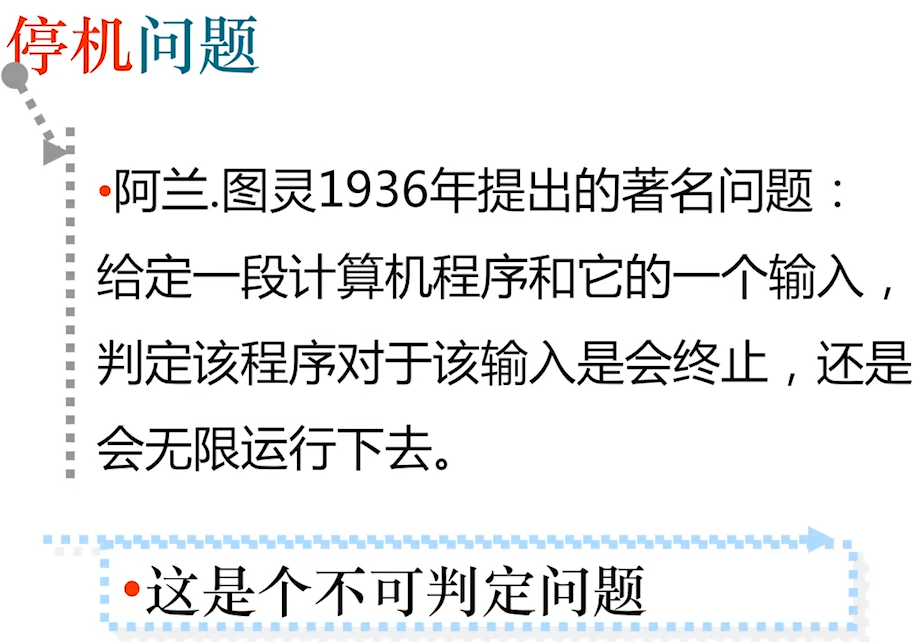 停机问题
•阿兰.图灵1936年提出的著名问题：
给定一段计算机程序和它的一个输入，
判定该程序对于该输入是会终止，还是
会无限运行下去。
•这是个不可判定问题